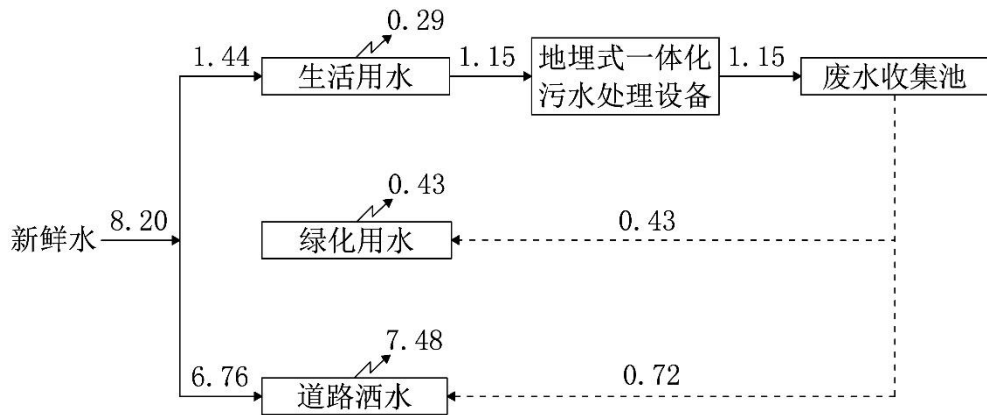 0.29
1.44
生活用水
1.15
地埋式一体化
污水处理设备
1.15
废水收集池
0.43
新鲜水
8.20
绿化用水
0.43
7.48
6.76
道路洒水
0.72